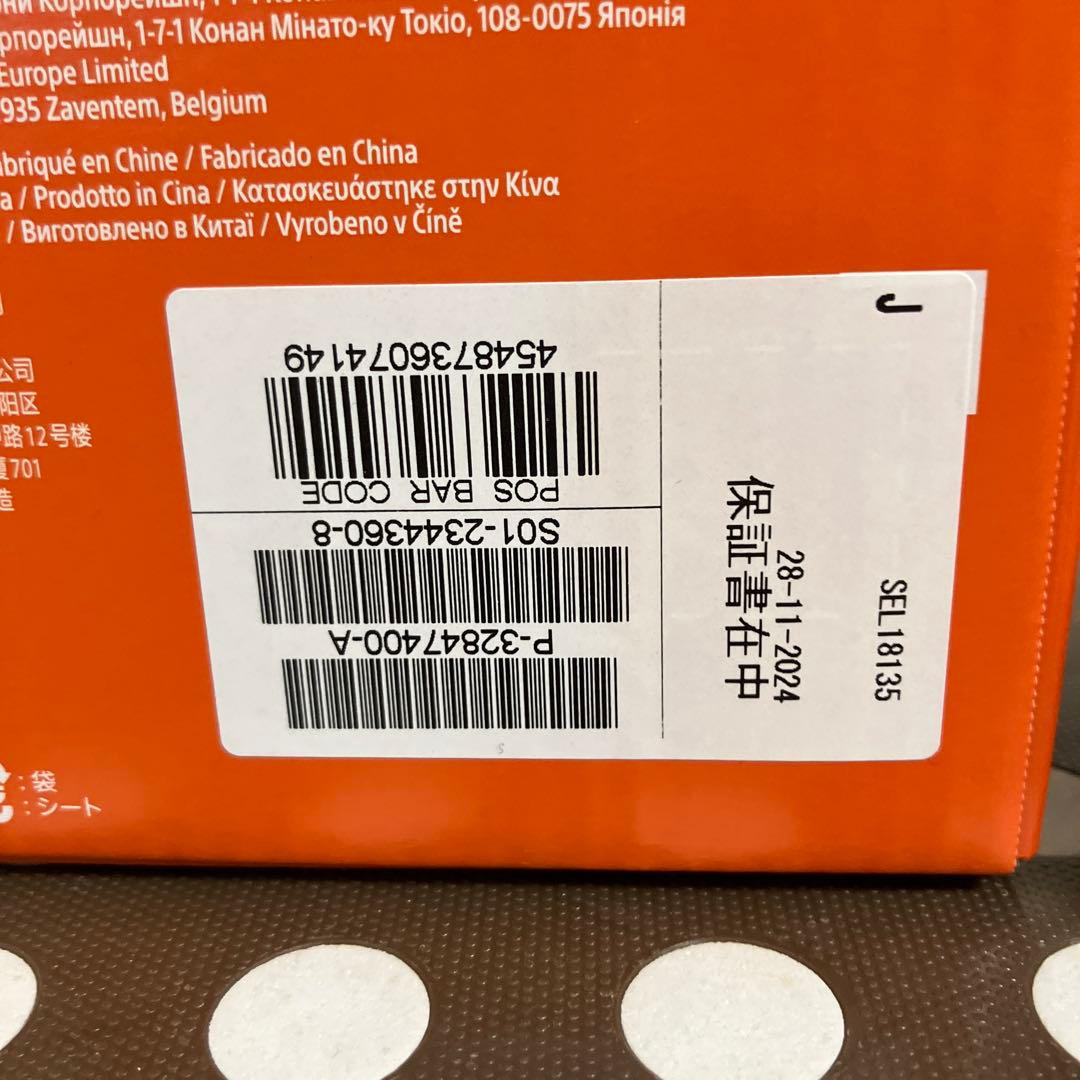 Корпорейшн, 1-7-1
орпорейшн, 1-7-1 Конан Мінато-ку Токіо, 108-0075 Японія
Europe Limited
935 Zaventem, Belgium
abriqué en Chine / Fabricado en China
a / Prodotto in Cina / Κατασκευάστηκε στην Κίνα
/ Виготовлено в Китаї / Vyrobeno v Číně
公司
阳区
路12号楼
701
造
:袋
:シート
J
SEL18135
28-11-2024
保証書在中
P-32847400-A
S01-2344360-8
POS BAR CODE
4548736074149